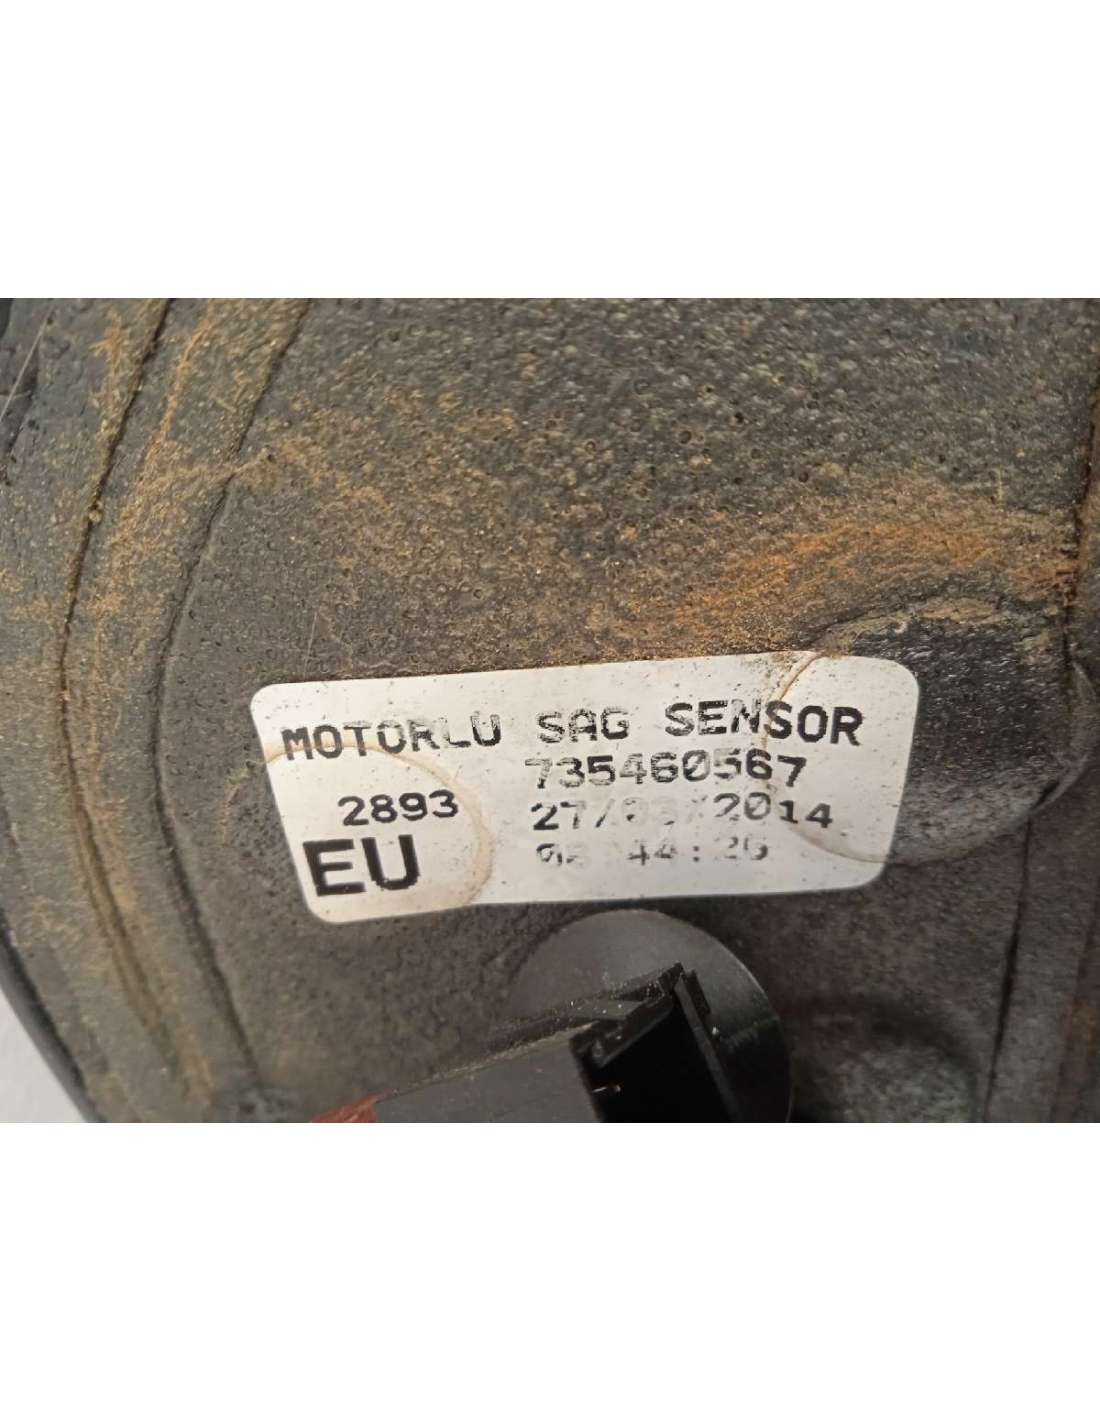 MOTORLU SAG SENSOR
735460567
2893
EU